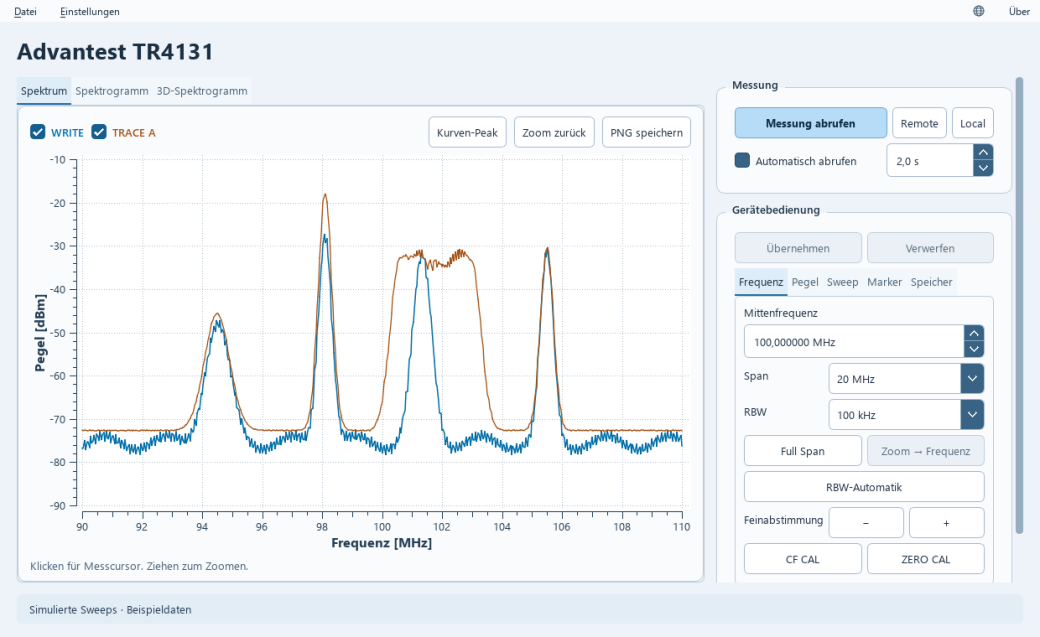 Datei Einstellungen Über
Advantest TR4131
Spektrum Spektrogramm 3D-Spektrogramm
WRITE TRACE A Kurven-Peak Zoom zurück PNG speichern
-10
-20
-30
-40
-50
-60
-70
-80
-90
Pegel [dBm]
90 92 94 96 98 100 102 104 106 108 110
Frequenz [MHz]
Klicken für Messcursor. Ziehen zum Zoomen.
Messung
Messung abrufen Remote Local
Automatisch abrufen 2,0 s
Gerätebedienung
Übernehmen Verwerfen
Frequenz Pegel Sweep Marker Speicher
Mittenfrequenz
100,000000 MHz
Span 20 MHz
RBW 100 kHz
Full Span Zoom → Frequenz
RBW-Automatik
Feinabstimmung − +
CF CAL ZERO CAL
Simulierte Sweeps · Beispieldaten